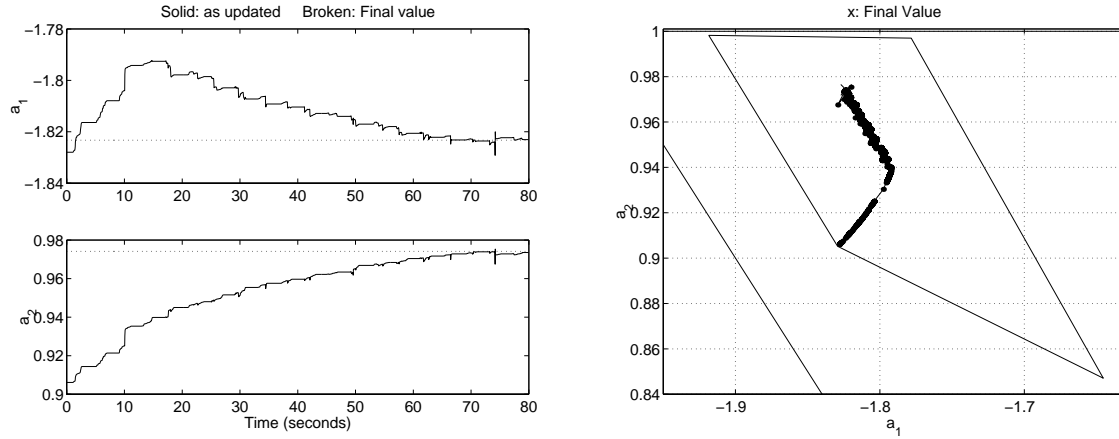 Solid: as updated Broken: Final value
−1.78
−1.8
−1.82
−1.84
a1
0 10 20 30 40 50 60 70 80
0.98
0.96
0.94
0.92
0.9
a2
0 10 20 30 40 50 60 70 80
Time (seconds)
x: Final Value
1
0.98
0.96
0.94
0.92
0.9
0.88
0.86
0.84
a2
−1.9 −1.8 −1.7
a1